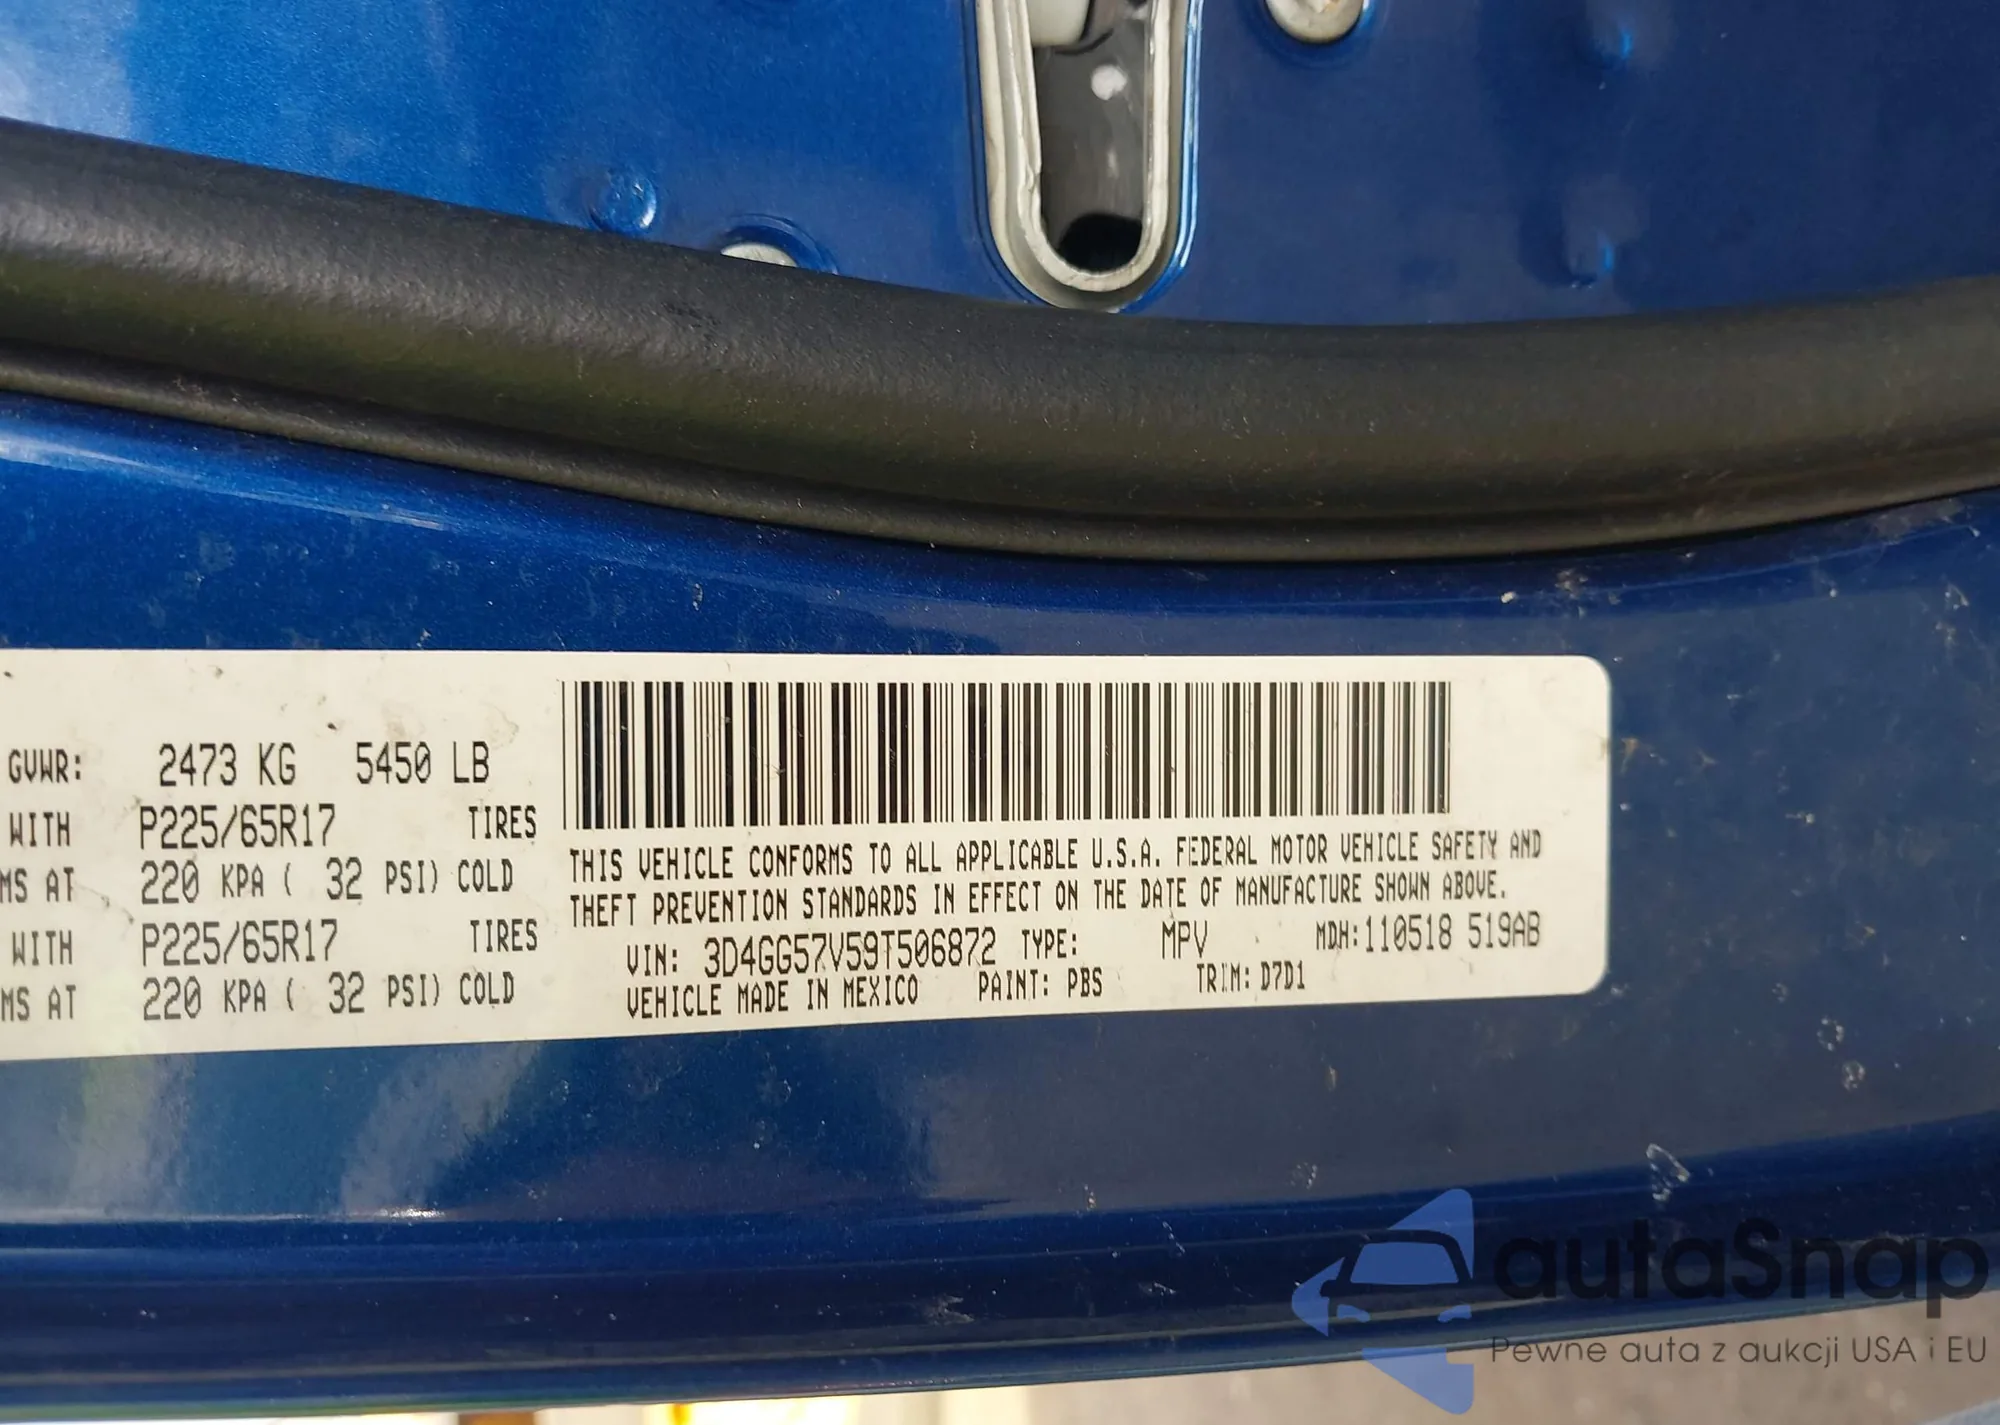 GVWR: 2473 KG 5450 LB
WITH P225/65R17 TIRES
MS AT 220 KPA ( 32 PSI) COLD
WITH P225/65R17 TIRES
MS AT 220 KPA ( 32 PSI) COLD
THIS VEHICLE CONFORMS TO ALL APPLICABLE U.S.A. FEDERAL MOTOR VEHICLE SAFETY AND
THEFT PREVENTION STANDARDS IN EFFECT ON THE DATE OF MANUFACTURE SHOWN ABOVE.
VIN: 3D4GG57V59T506872 TYPE: MPV MDH:110518 519AB
VEHICLE MADE IN MEXICO PAINT: PBS TRIM: D7D1
autaSnap
Pewne auta z aukcji USA i EU